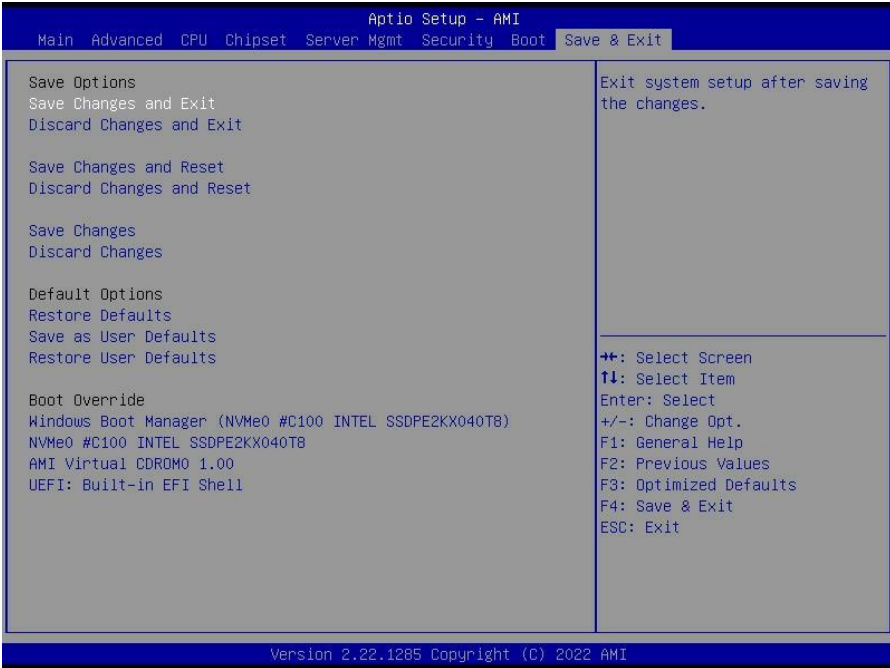 Aptio Setup - AMI
Main Advanced CPU Chipset Server Mgmt Security Boot Save & Exit
Save Options
Save Changes and Exit
Discard Changes and Exit
Save Changes and Reset
Discard Changes and Reset
Save Changes
Discard Changes
Default Options
Restore Defaults
Save as User Defaults
Restore User Defaults
Boot Override
Windows Boot Manager (NVMe0 #C100 INTEL SSDPE2KX040T8)
NVMe0 #C100 INTEL SSDPE2KX040T8
AMI Virtual CDROM0 1.00
UEFI: Built-in EFI Shell
Exit system setup after saving
the changes.
→←: Select Screen
↑↓: Select Item
Enter: Select
+/-: Change Opt.
F1: General Help
F2: Previous Values
F3: Optimized Defaults
F4: Save & Exit
ESC: Exit
Version 2.22.1285 Copyright (C) 2022 AMI